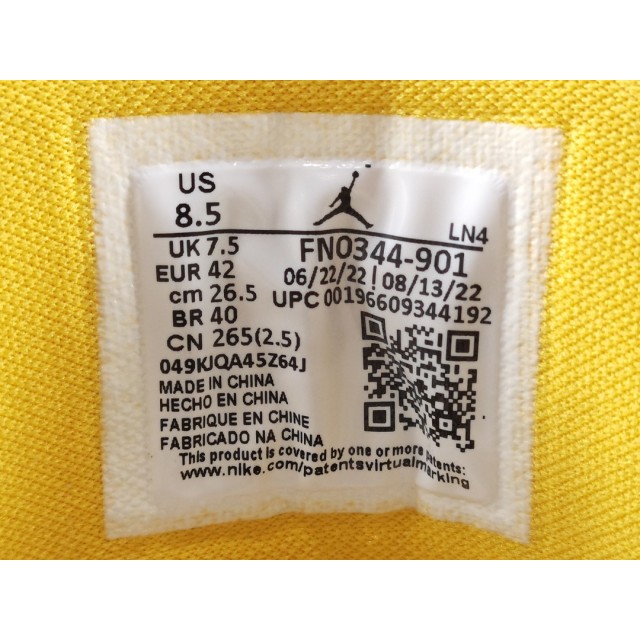 US
8.5
LN4
UK 7.5
FN0344-901
EUR 42
06/22/22 | 08/13/22
cm 26.5
UPC 00196609344192
BR 40
CN 265(2.5)
049KJQA45Z64J
MADE IN CHINA
HECHO EN CHINA
FABRIQUE EN CHINE
FABRICADO NA CHINA
This product is covered by one or more patents:
www.nike.com/patentsvirtualmarking